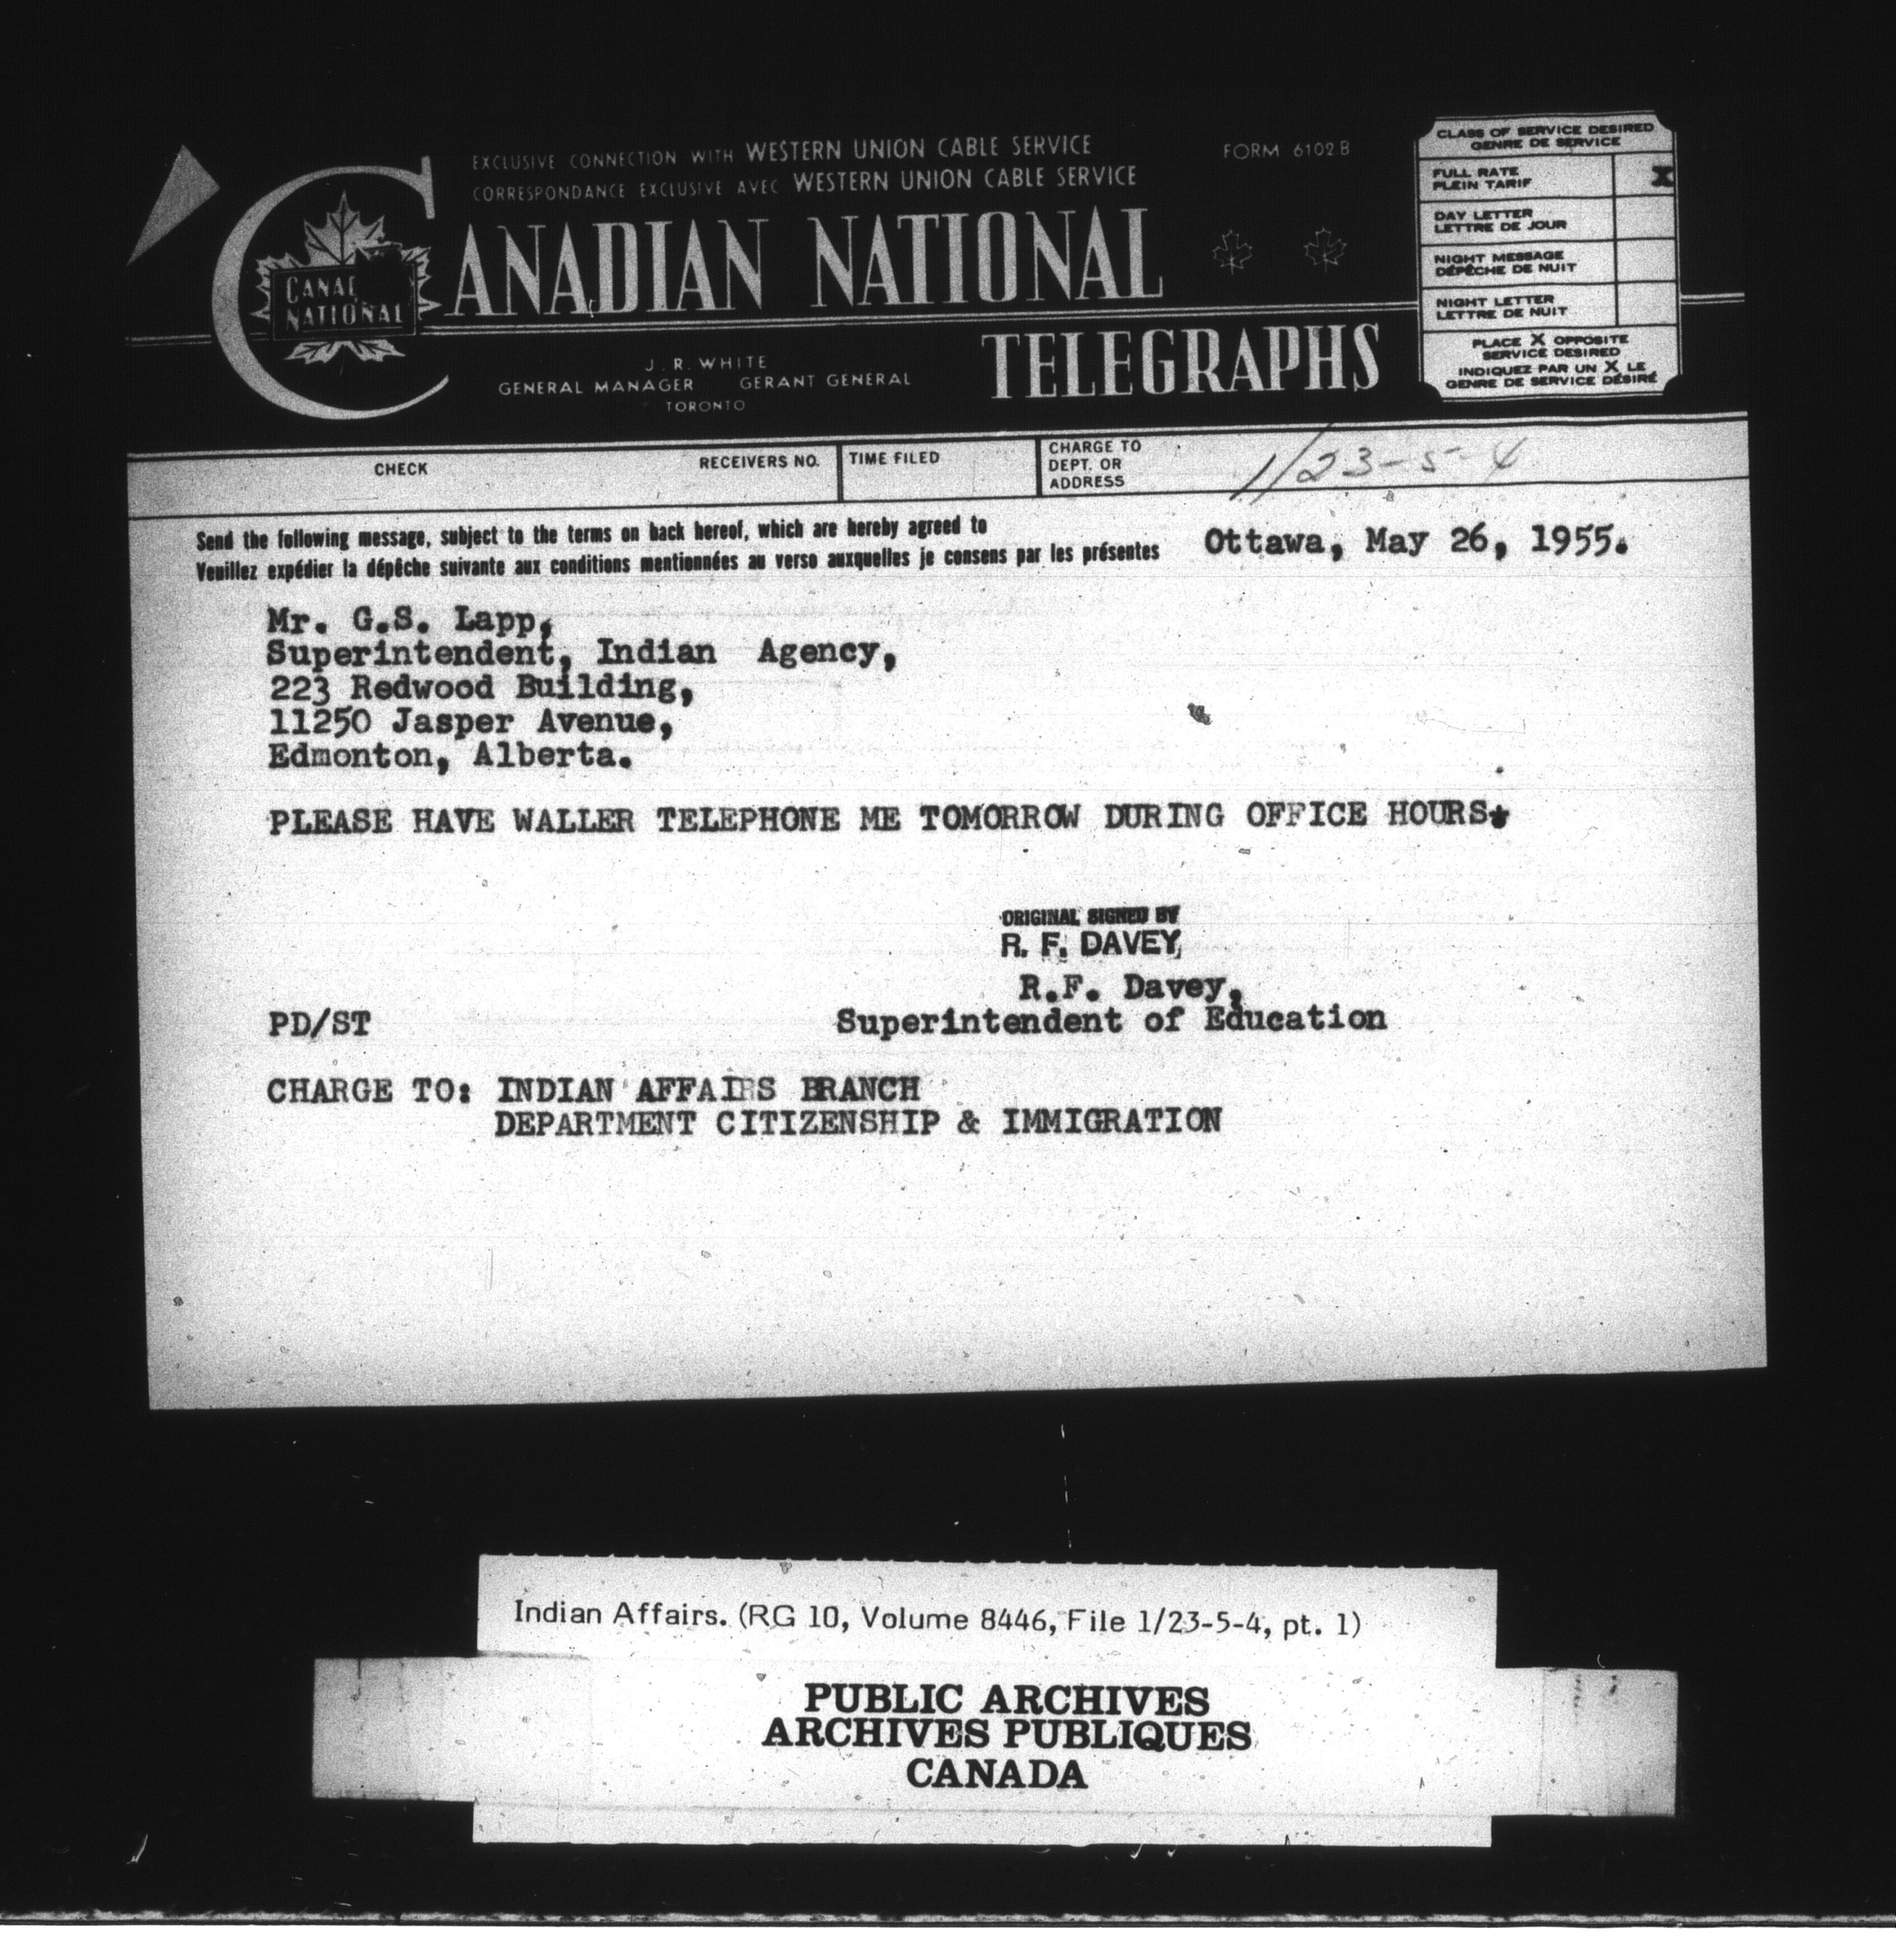 EXCLUSIVE CONNECTION WITH WESTERN UNION CABLE SERVICE
CORRESPONDANCE EXCLUSIVE AVEC WESTERN UNION CABLE SERVICE
FORM 6102 B
CANADIAN NATIONAL
TELEGRAPHS
CANAD
NATIONAL
J. R. WHITE
GENERAL MANAGER GERANT GENERAL
TORONTO
CLASS OF SERVICE DESIRED
GENRE DE SERVICE
FULL RATE
PLEIN TARIF X
DAY LETTER
LETTRE DE JOUR
NIGHT MESSAGE
DÉPÊCHE DE NUIT
NIGHT LETTER
LETTRE DE NUIT
PLACE X OPPOSITE
SERVICE DESIRED
INDIQUEZ PAR UN X LE
GENRE DE SERVICE DÉSIRÉ
CHECK RECEIVERS NO. TIME FILED
CHARGE TO
DEPT. OR
ADDRESS
1/23-5-4
Send the following message, subject to the terms on back hereof, which are hereby agreed to
Veuillez expédier la dépêche suivante aux conditions mentionnées au verso auxquelles je consens par les présentes
Ottawa, May 26, 1955.
Mr. G.S. Lapp,
Superintendent, Indian Agency,
223 Redwood Building,
11250 Jasper Avenue,
Edmonton, Alberta.
PLEASE HAVE WALLER TELEPHONE ME TOMORROW DURING OFFICE HOURS.
ORIGINAL SIGNED BY
R. F. DAVEY
R.F. Davey,
PD/ST Superintendent of Education
CHARGE TO: INDIAN AFFAIRS BRANCH
DEPARTMENT CITIZENSHIP & IMMIGRATION
Indian Affairs. (RG 10, Volume 8446, File 1/23-5-4, pt. 1)
PUBLIC ARCHIVES
ARCHIVES PUBLIQUES
CANADA